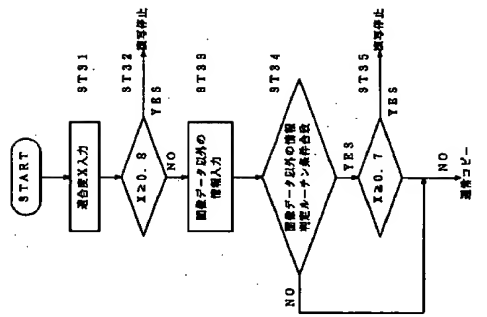 START
適合度X入力
ST31
X≧0.8
ST32
YES
複写停止
NO
画像データ以外の
情報入力
ST33
画像データ以外の情報
判定ルーチン条件合致
ST34
NO
YES
X≧0.7
ST35
YES
複写停止
NO
通常コピー